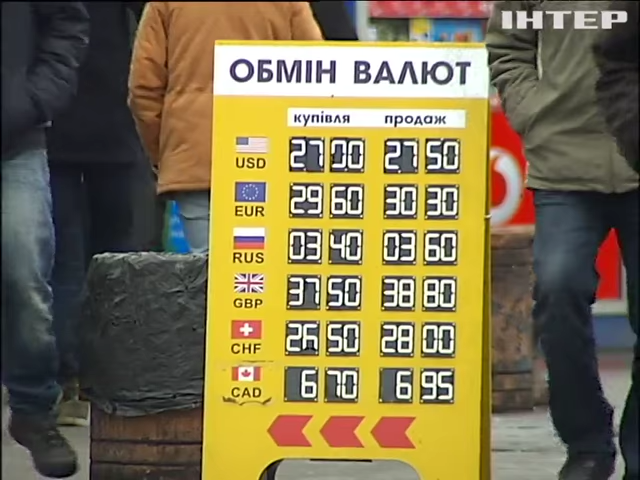 ІНТЕР
ОБМІН ВАЛЮТ
купівля продаж
USD 27 00 27 50
EUR 29 60 30 30
RUS 03 40 03 60
GBP 37 50 38 80
CHF 26 50 28 00
CAD 6 70 6 95